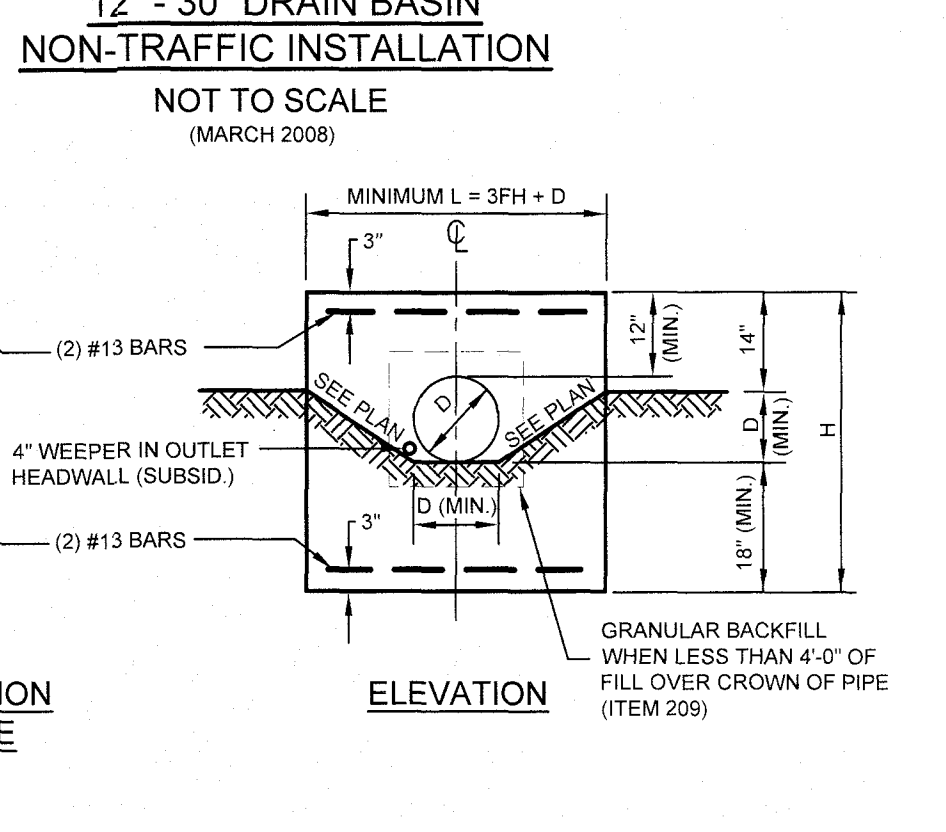 12" - 30" DRAIN BASIN
NON-TRAFFIC INSTALLATION
NOT TO SCALE
(MARCH 2008)
MINIMUM L = 3FH + D
CL
3"
12"
(MIN.)
14"
(2) #13 BARS
SEE PLAN
D
SEE PLAN
D
(MIN.)
H
4" WEEPER IN OUTLET
HEADWALL (SUBSID.)
D (MIN.)
18" (MIN.)
(2) #13 BARS
3"
GRANULAR BACKFILL
WHEN LESS THAN 4'-0" OF
FILL OVER CROWN OF PIPE
(ITEM 209)
ELEVATION
ION
E